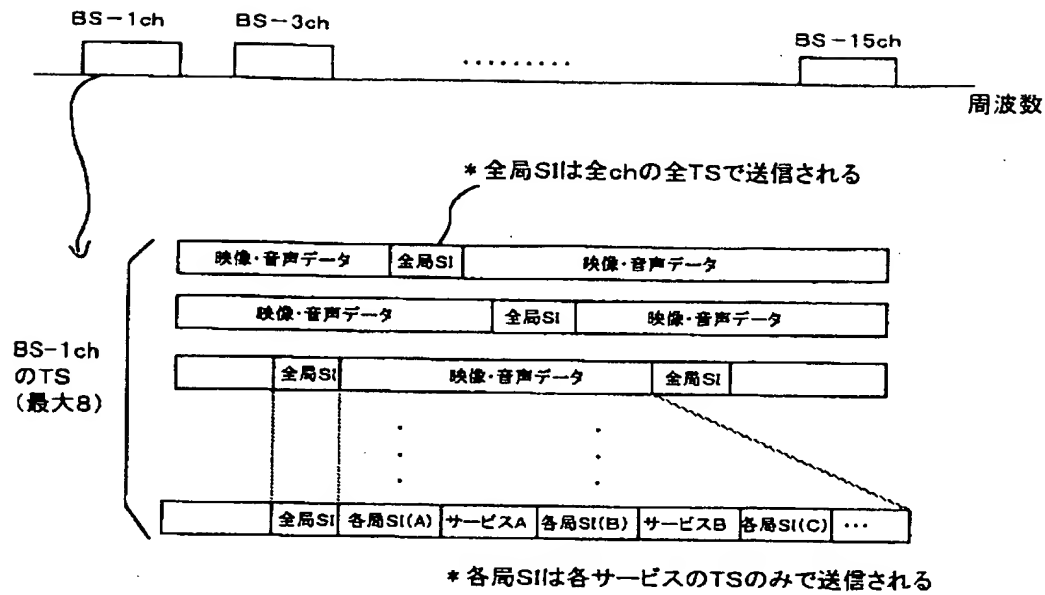 BS-1ch
BS-3ch
BS-15ch
.........
周波数
*全局SIは全chの全TSで送信される
映像・音声データ 全局SI 映像・音声データ
映像・音声データ 全局SI 映像・音声データ
BS-1ch
のTS
(最大8)
全局SI 映像・音声データ 全局SI
全局SI 各局SI(A) サービスA 各局SI(B) サービスB 各局SI(C) ...
*各局SIは各サービスのTSのみで送信される